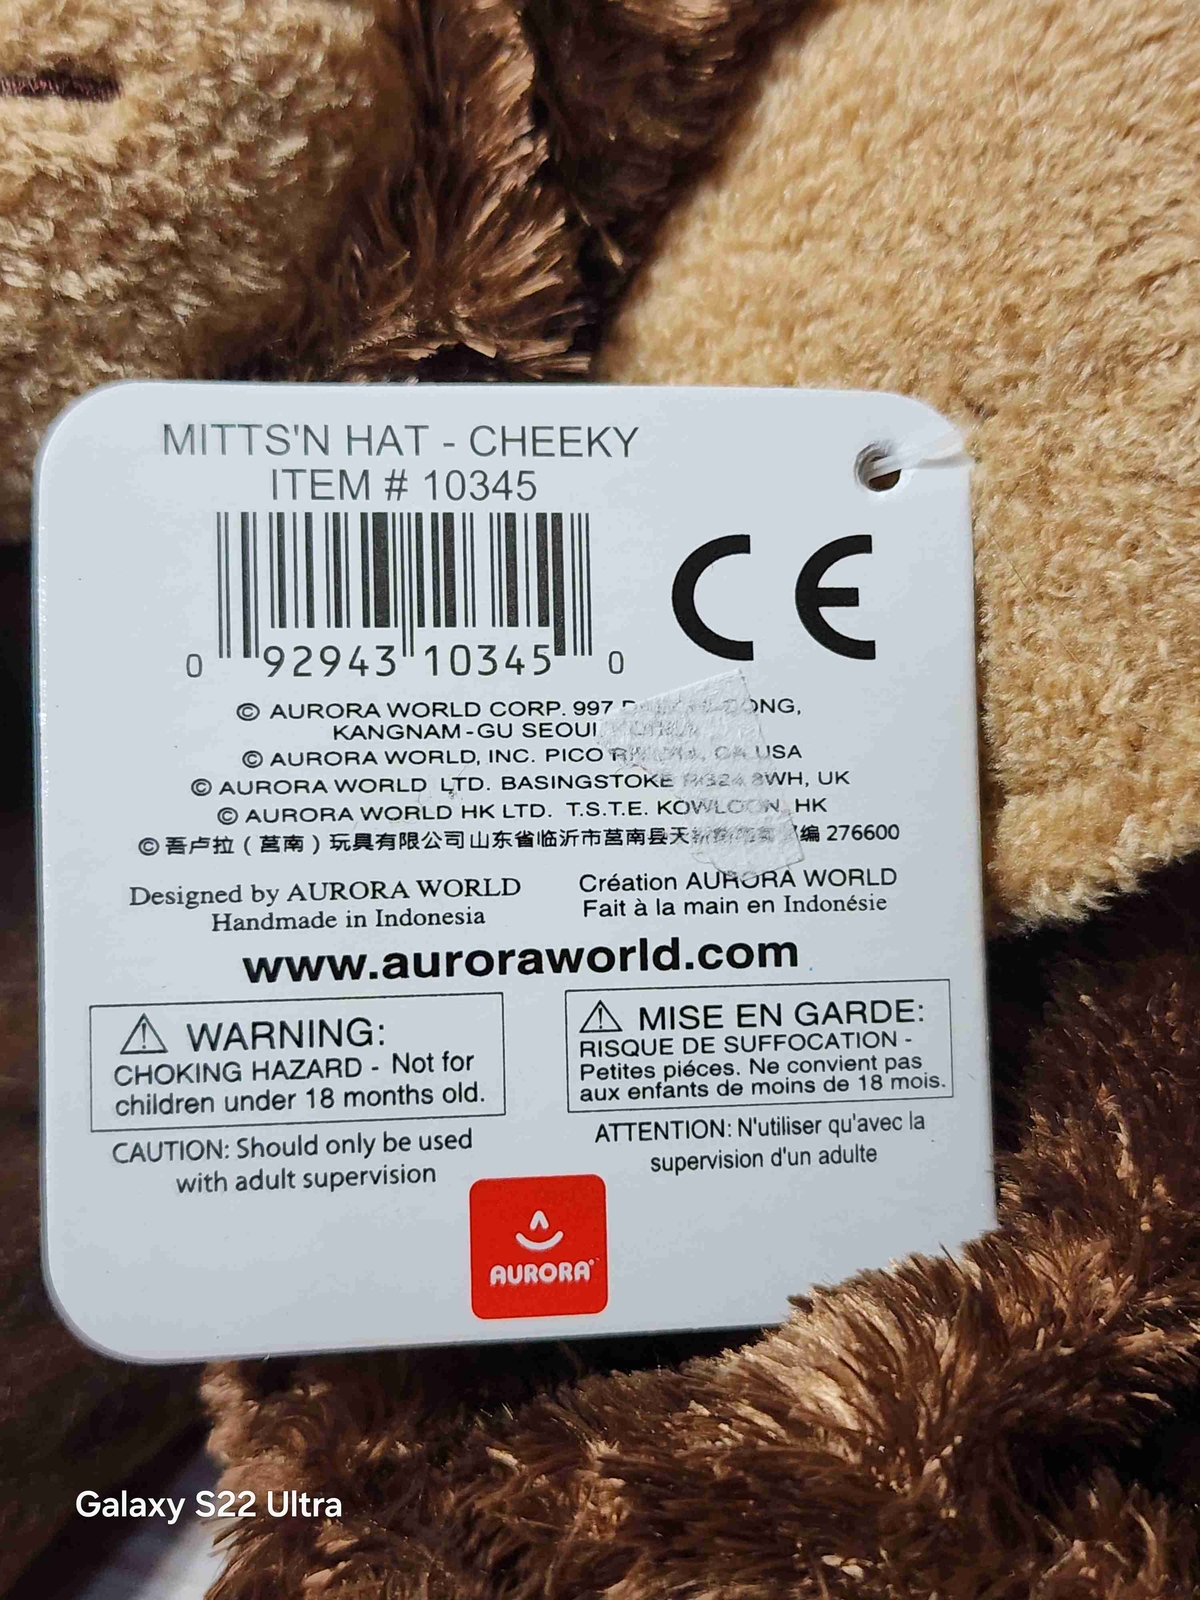 MITTS'N HAT - CHEEKY
ITEM # 10345
0 92943 10345 0
CE
© AURORA WORLD CORP. 997 ONG,
KANGNAM-GU SEOUL
© AURORA WORLD, INC. PICO CA USA
© AURORA WORLD LTD. BASINGSTOKE 8WH, UK
© AURORA WORLD HK LTD. T.S.T.E. KOWLOON, HK
© 吾卢拉（莒南）玩具有限公司山东省临沂市莒南县天 编 276600
Designed by AURORA WORLD
Handmade in Indonesia
Création AURORA WORLD
Fait à la main en Indonésie
www.auroraworld.com
WARNING:
CHOKING HAZARD - Not for
children under 18 months old.
CAUTION: Should only be used
with adult supervision
MISE EN GARDE:
RISQUE DE SUFFOCATION -
Petites piéces. Ne convient pas
aux enfants de moins de 18 mois.
ATTENTION: N'utiliser qu'avec la
supervision d'un adulte
AURORA
Galaxy S22 Ultra